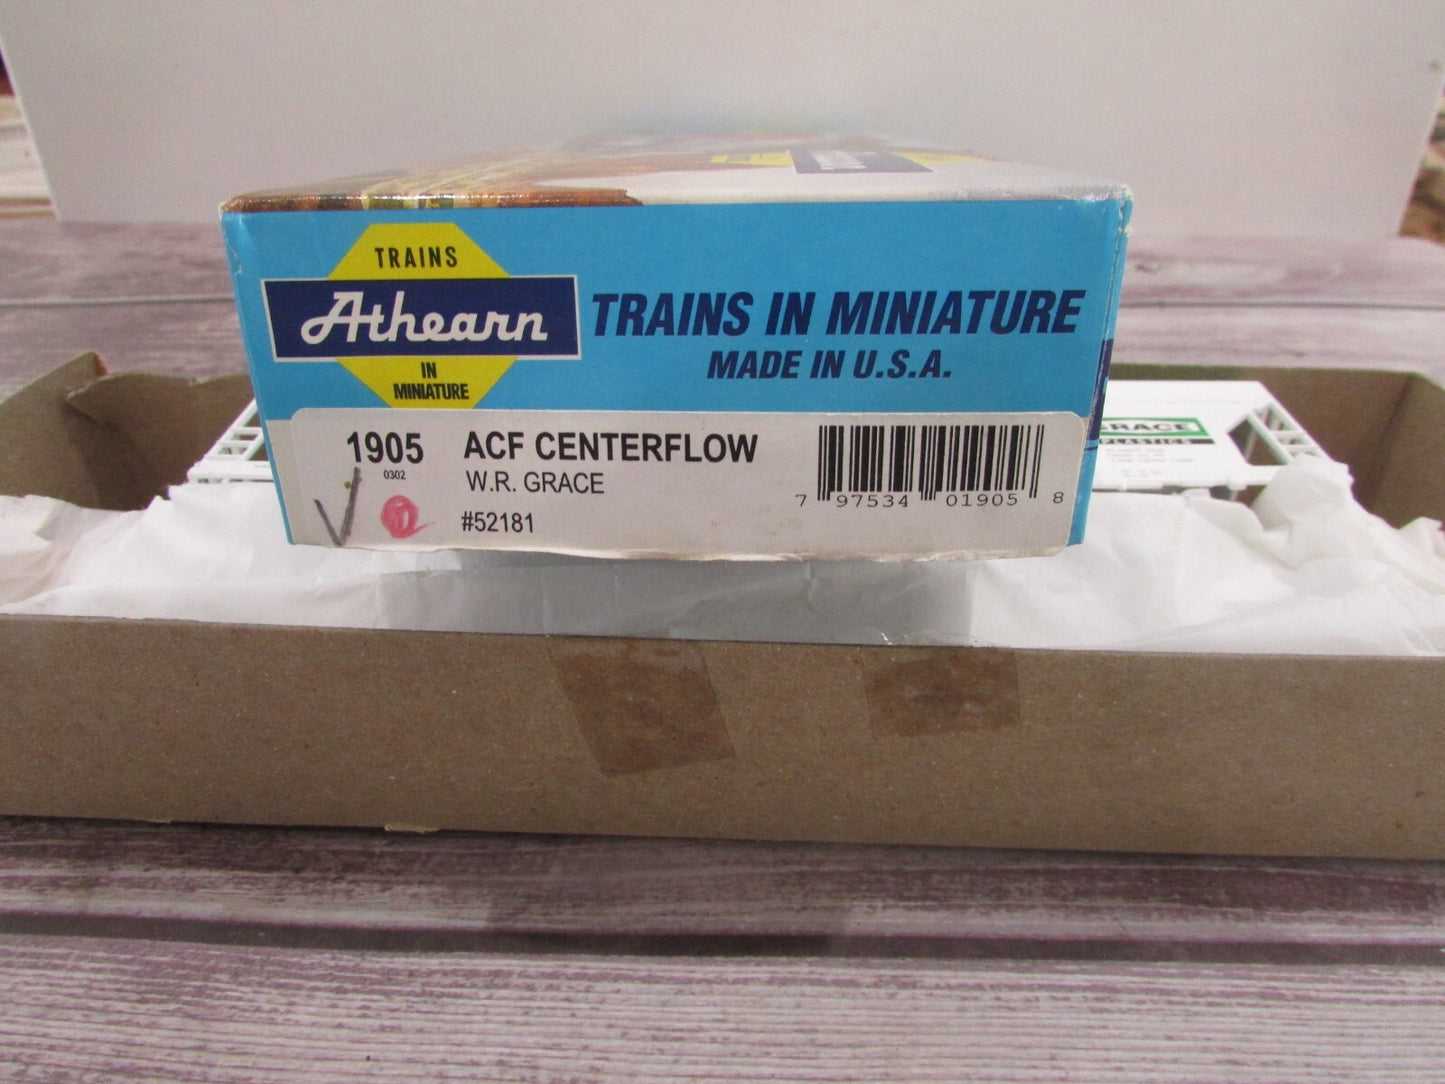 TRAINS
Athearn
IN
MINIATURE
TRAINS IN MINIATURE
MADE IN U.S.A.
1905
0302
ACF CENTERFLOW
W.R. GRACE
#52181
7 97534 01905 8
GRACE